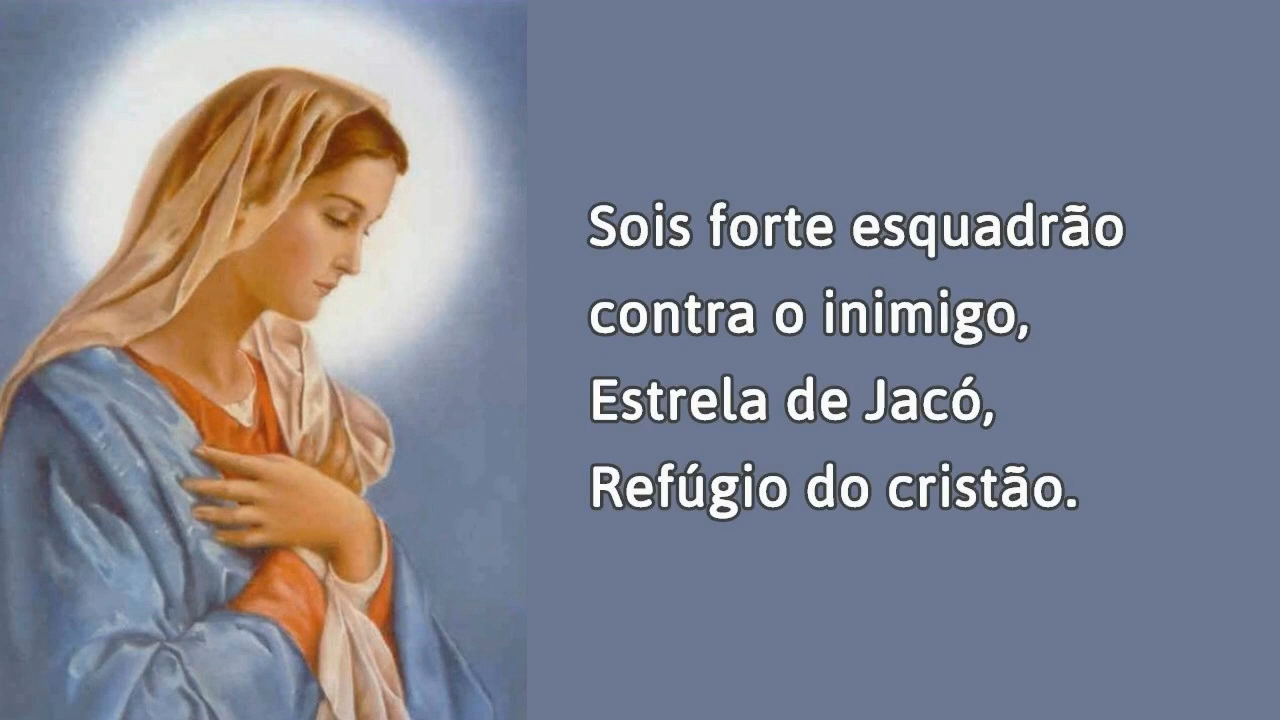 Sois forte esquadrão
contra o inimigo,
Estrela de Jacó,
Refúgio do cristão.